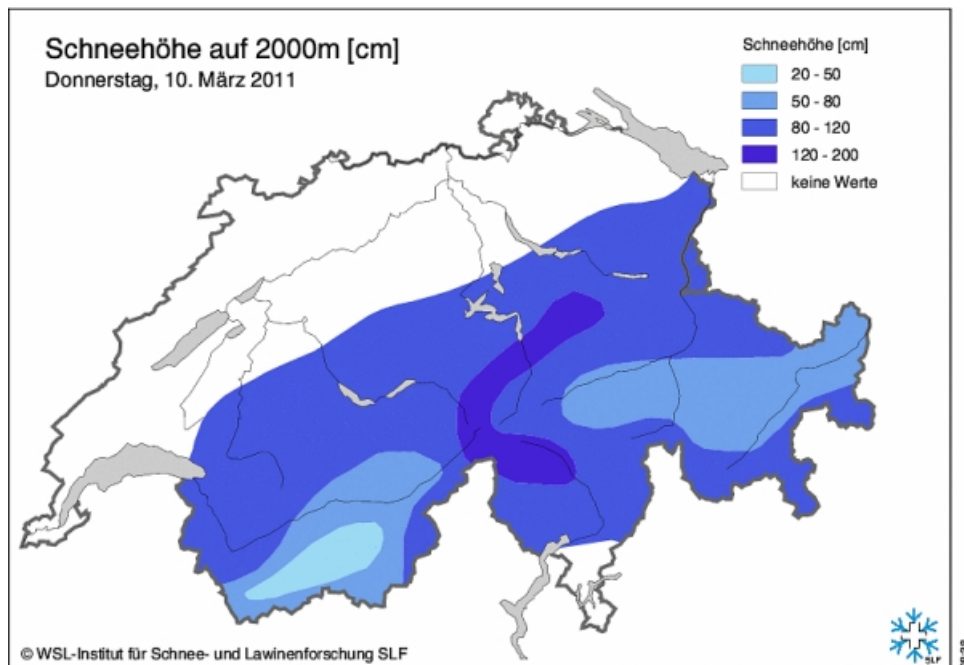 Schneehöhe auf 2000m [cm]
Donnerstag, 10. März 2011
Schneehöhe [cm]
20 - 50
50 - 80
80 - 120
120 - 200
keine Werte
© WSL-Institut für Schnee- und Lawinenforschung SLF
SLF